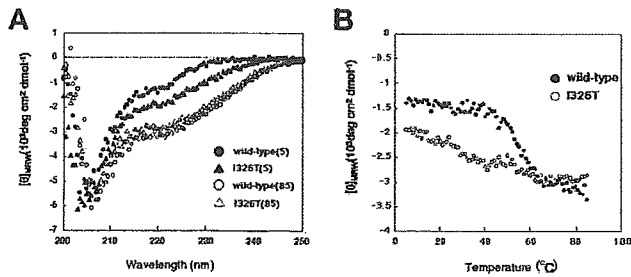 A
[θ]MRW(10³deg cm² dmol⁻¹)
1
0
-1
-2
-3
-4
-5
-6
-7
200
210
220
230
240
250
Wavelength (nm)
wild-type(5)
I326T(5)
wild-type(85)
I326T(85)
B
[θ]MRW(10³deg cm² dmol⁻¹)
0
-0.5
-1
-1.5
-2
-2.5
-3
-3.5
-4
0
20
40
60
80
100
Temperature (°C)
wild-type
I326T